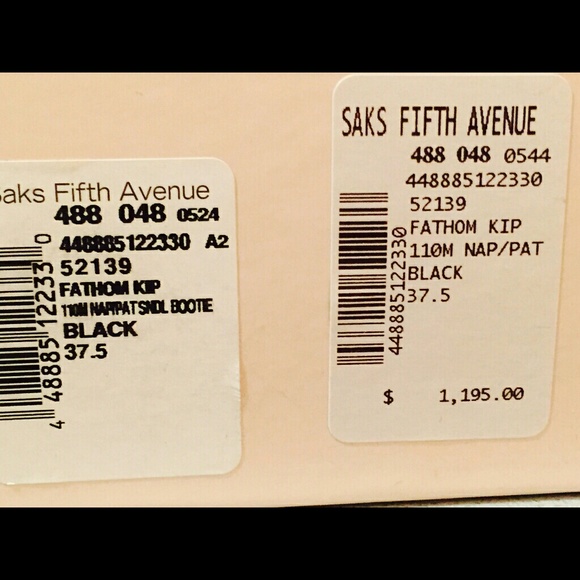 Saks Fifth Avenue
488 048 0524
448885122330 A2
52139
FATHOM KIP
110M NAP/PAT SNDL BOOTIE
BLACK
37.5
4 48885 12233 0
SAKS FIFTH AVENUE
488 048 0544
448885122330
52139
FATHOM KIP
110M NAP/PAT
BLACK
37.5
448885122330
$ 1,195.00